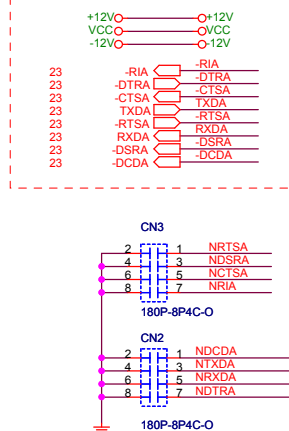 +12V +12V
VCC VCC
-12V -12V
23 -RIA -RIA
23 -DTRA -DTRA
23 -CTSA -CTSA
23 TXDA TXDA
23 -RTSA -RTSA
23 RXDA RXDA
23 -DSRA -DSRA
23 -DCDA -DCDA
CN3
2 1 NRTSA
4 3 NDSRA
6 5 NCTSA
8 7 NRIA
180P-8P4C-O
CN2
2 1 NDCDA
4 3 NTXDA
6 5 NRXDA
8 7 NDTRA
180P-8P4C-O